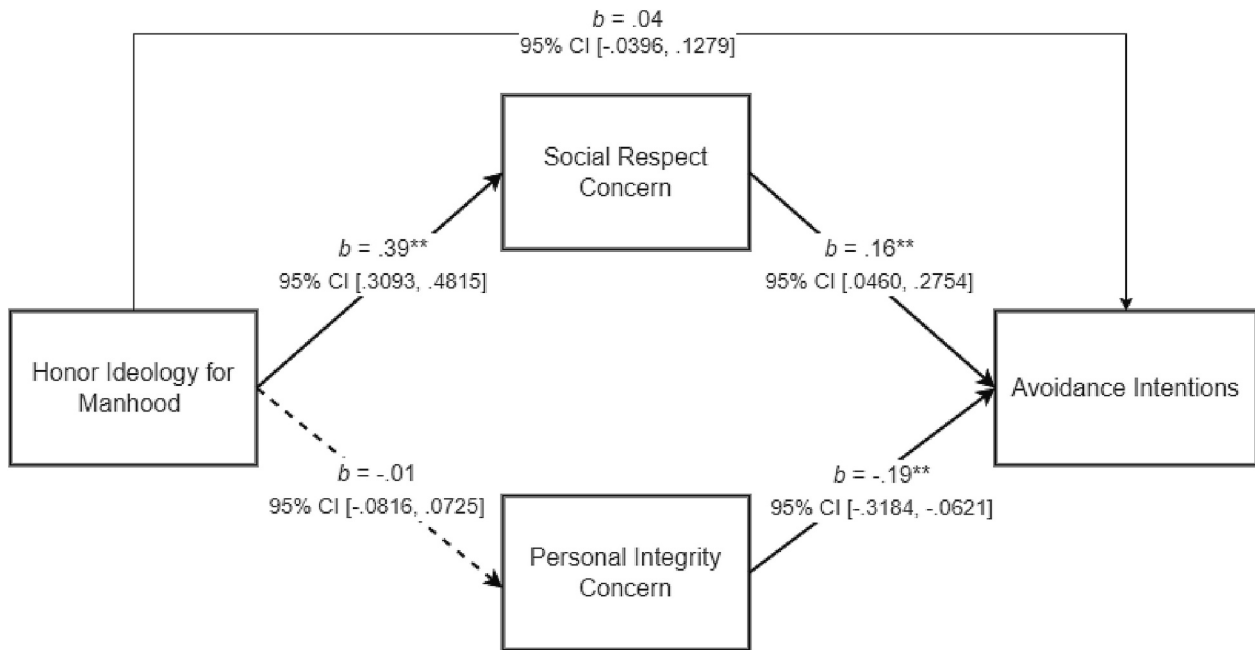 b = .04
95% CI [-.0396, .1279]
Social Respect
Concern
b = .39**
95% CI [.3093, .4815]
b = .16**
95% CI [.0460, .2754]
Honor Ideology for
Manhood
Avoidance Intentions
b = -.01
95% CI [-.0816, .0725]
b = -.19**
95% CI [-.3184, -.0621]
Personal Integrity
Concern